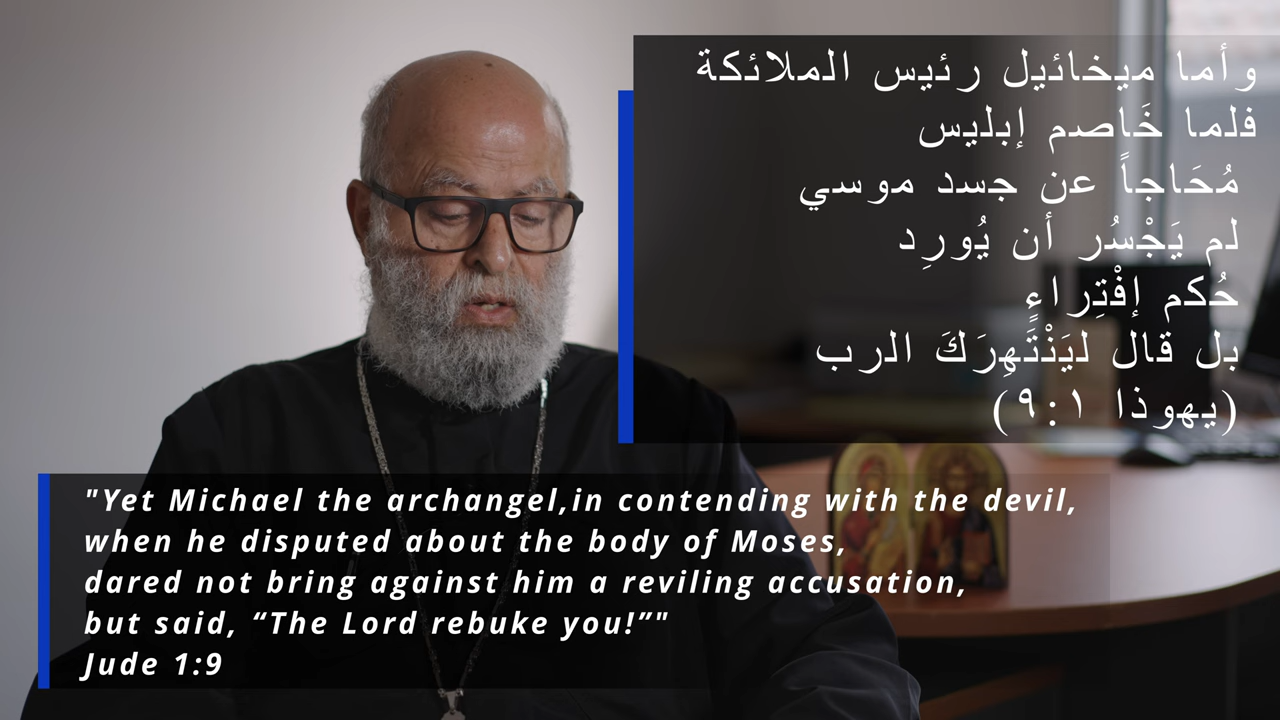 وأما ميخائيل رئيس الملائكة
فلما خَاصم إبليس
مُحَاجاً عن جسد موسي
لم يَجْسُر أن يُورِد
حُكم إفْتِراءٍ
بل قال ليَنْتَهِرَكَ الرب
(يهوذا ١:٩)
"Yet Michael the archangel,in contending with the devil,
when he disputed about the body of Moses,
dared not bring against him a reviling accusation,
but said, “The Lord rebuke you!”"
Jude 1:9